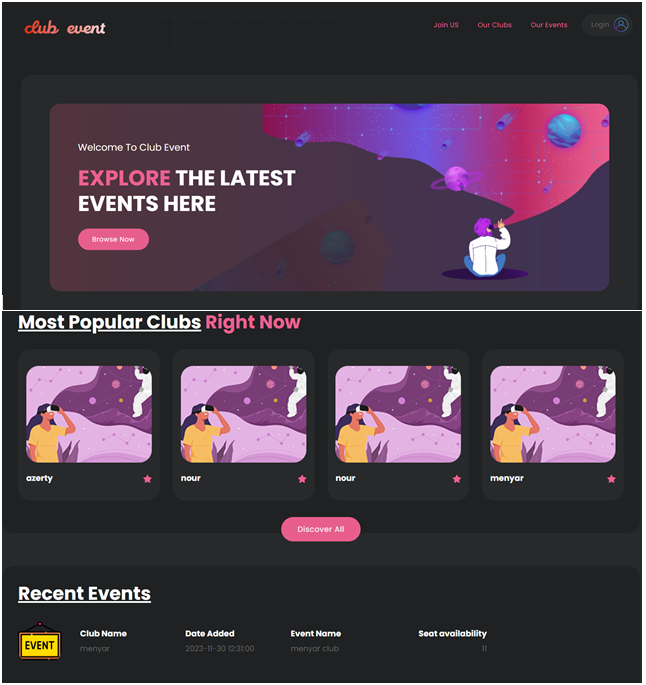 club event
Join US Our Clubs Our Events Login
Welcome To Club Event
EXPLORE THE LATEST
EVENTS HERE
Browse Now
Most Popular Clubs Right Now
azerty nour nour menyar
Discover All
Recent Events
EVENT
Club Name Date Added Event Name Seat availability
menyar 2023-11-30 12:31:00 menyar club 11